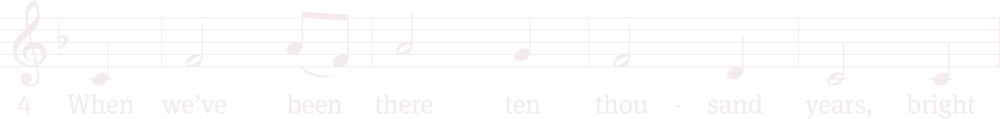 4 When we’ve been there ten thou - sand years, bright